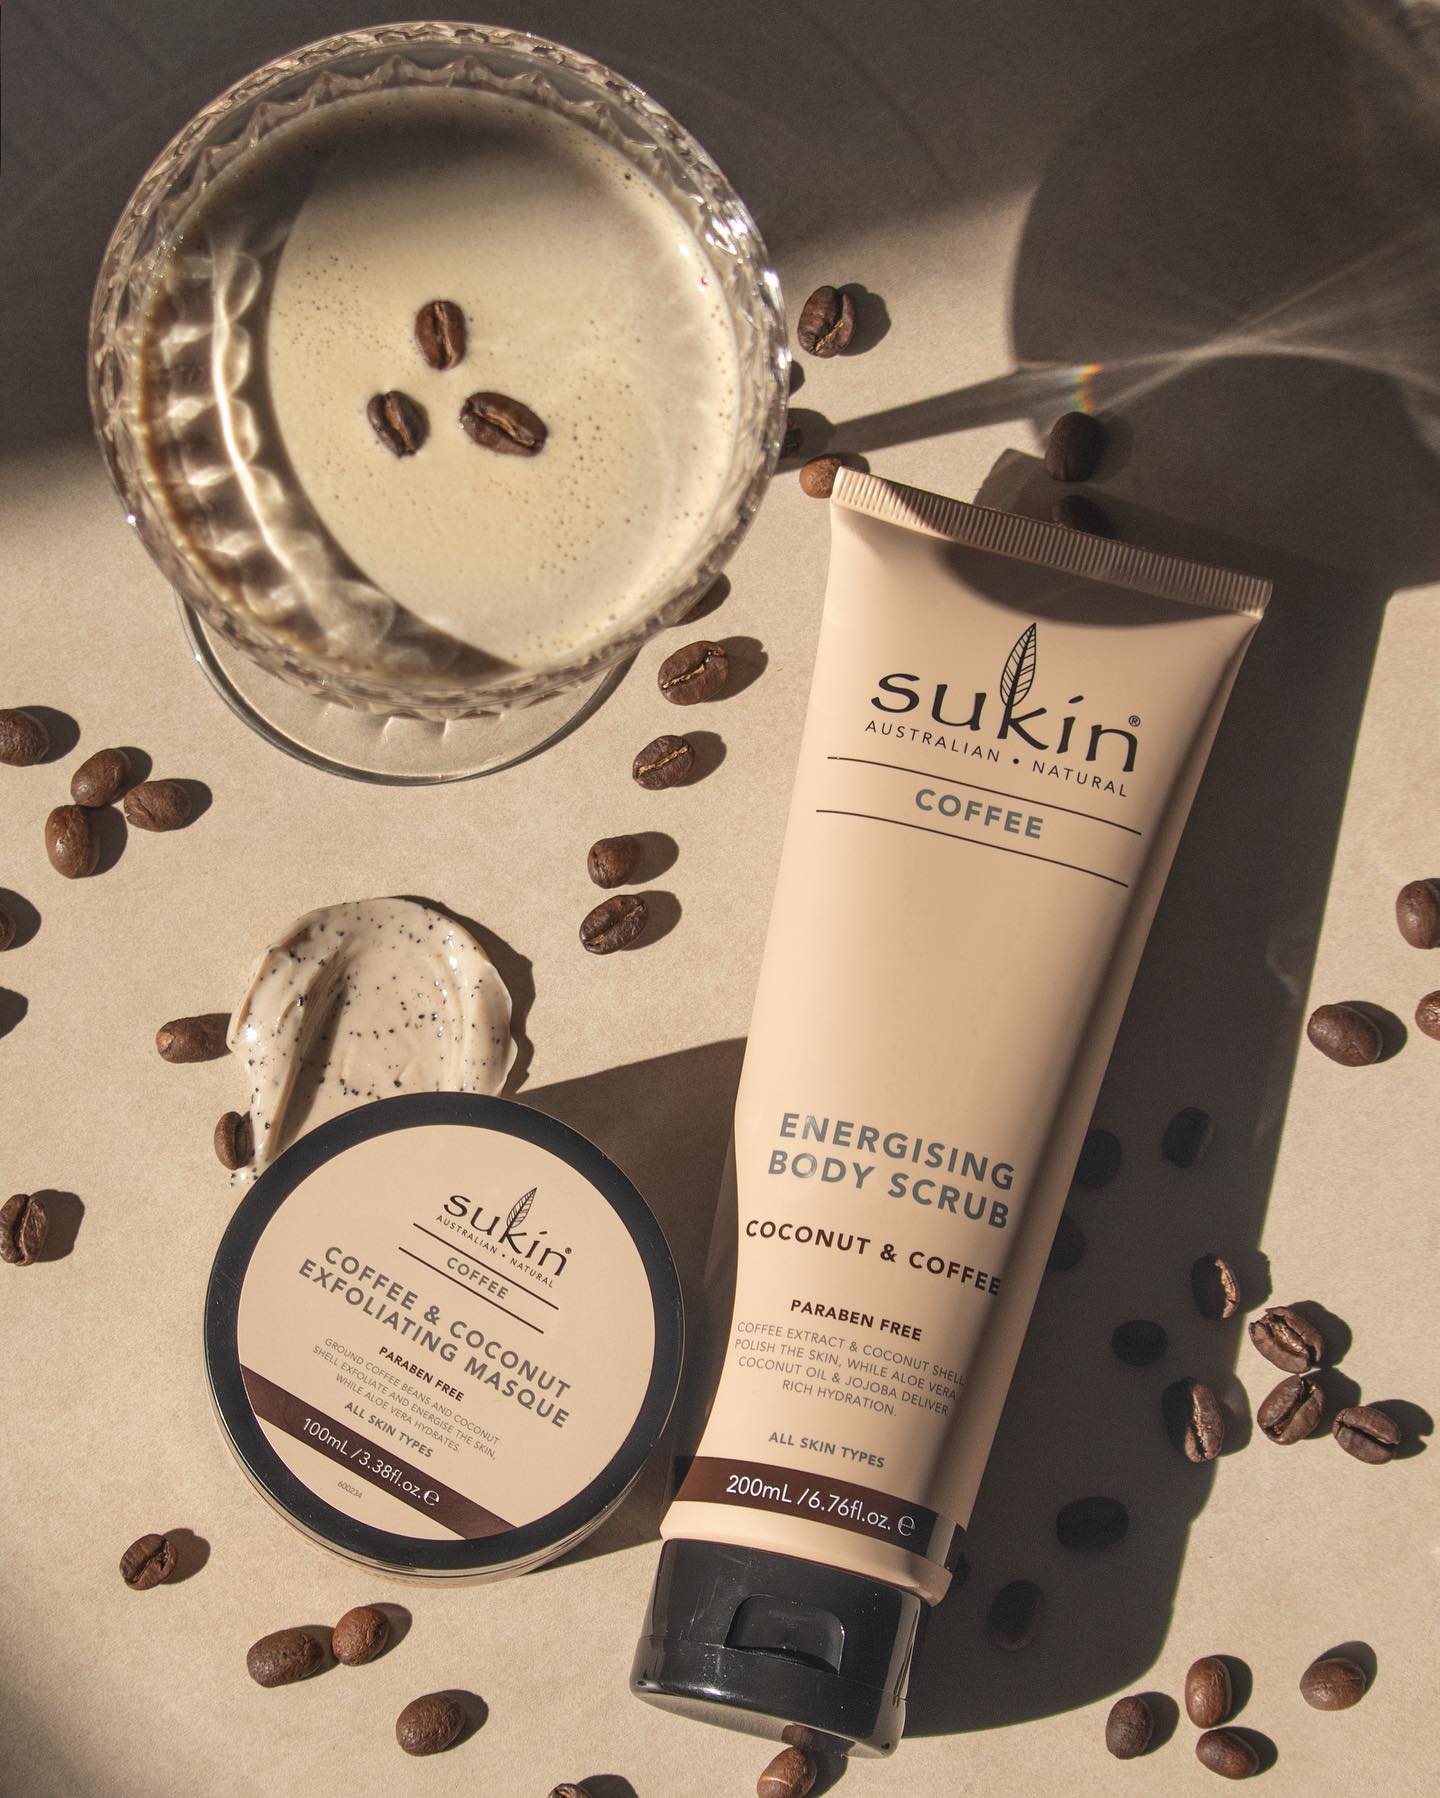 sukin®
AUSTRALIAN • NATURAL
COFFEE
ENERGISING
BODY SCRUB
COCONUT & COFFEE
PARABEN FREE
COFFEE EXTRACT & COCONUT SHELL
POLISH THE SKIN, WHILE ALOE VERA,
COCONUT OIL & JOJOBA DELIVER
RICH HYDRATION.
ALL SKIN TYPES
200mL / 6.76fl.oz. ℮
sukin®
AUSTRALIAN • NATURAL
COFFEE
COFFEE & COCONUT
EXFOLIATING MASQUE
PARABEN FREE
GROUND COFFEE BEANS AND COCONUT
SHELL EXFOLIATE AND ENERGISE THE SKIN,
WHILE ALOE VERA HYDRATES.
ALL SKIN TYPES
100mL / 3.38fl.oz. ℮
600234